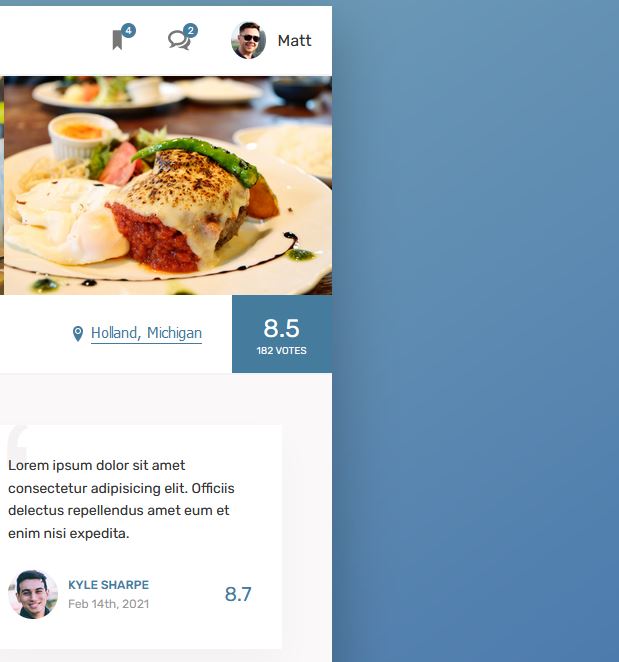 4
2
Matt
Holland, Michigan
8.5
182 VOTES
Lorem ipsum dolor sit amet
consectetur adipisicing elit. Officiis
delectus repellendus amet eum et
enim nisi expedita.
KYLE SHARPE
Feb 14th, 2021
8.7